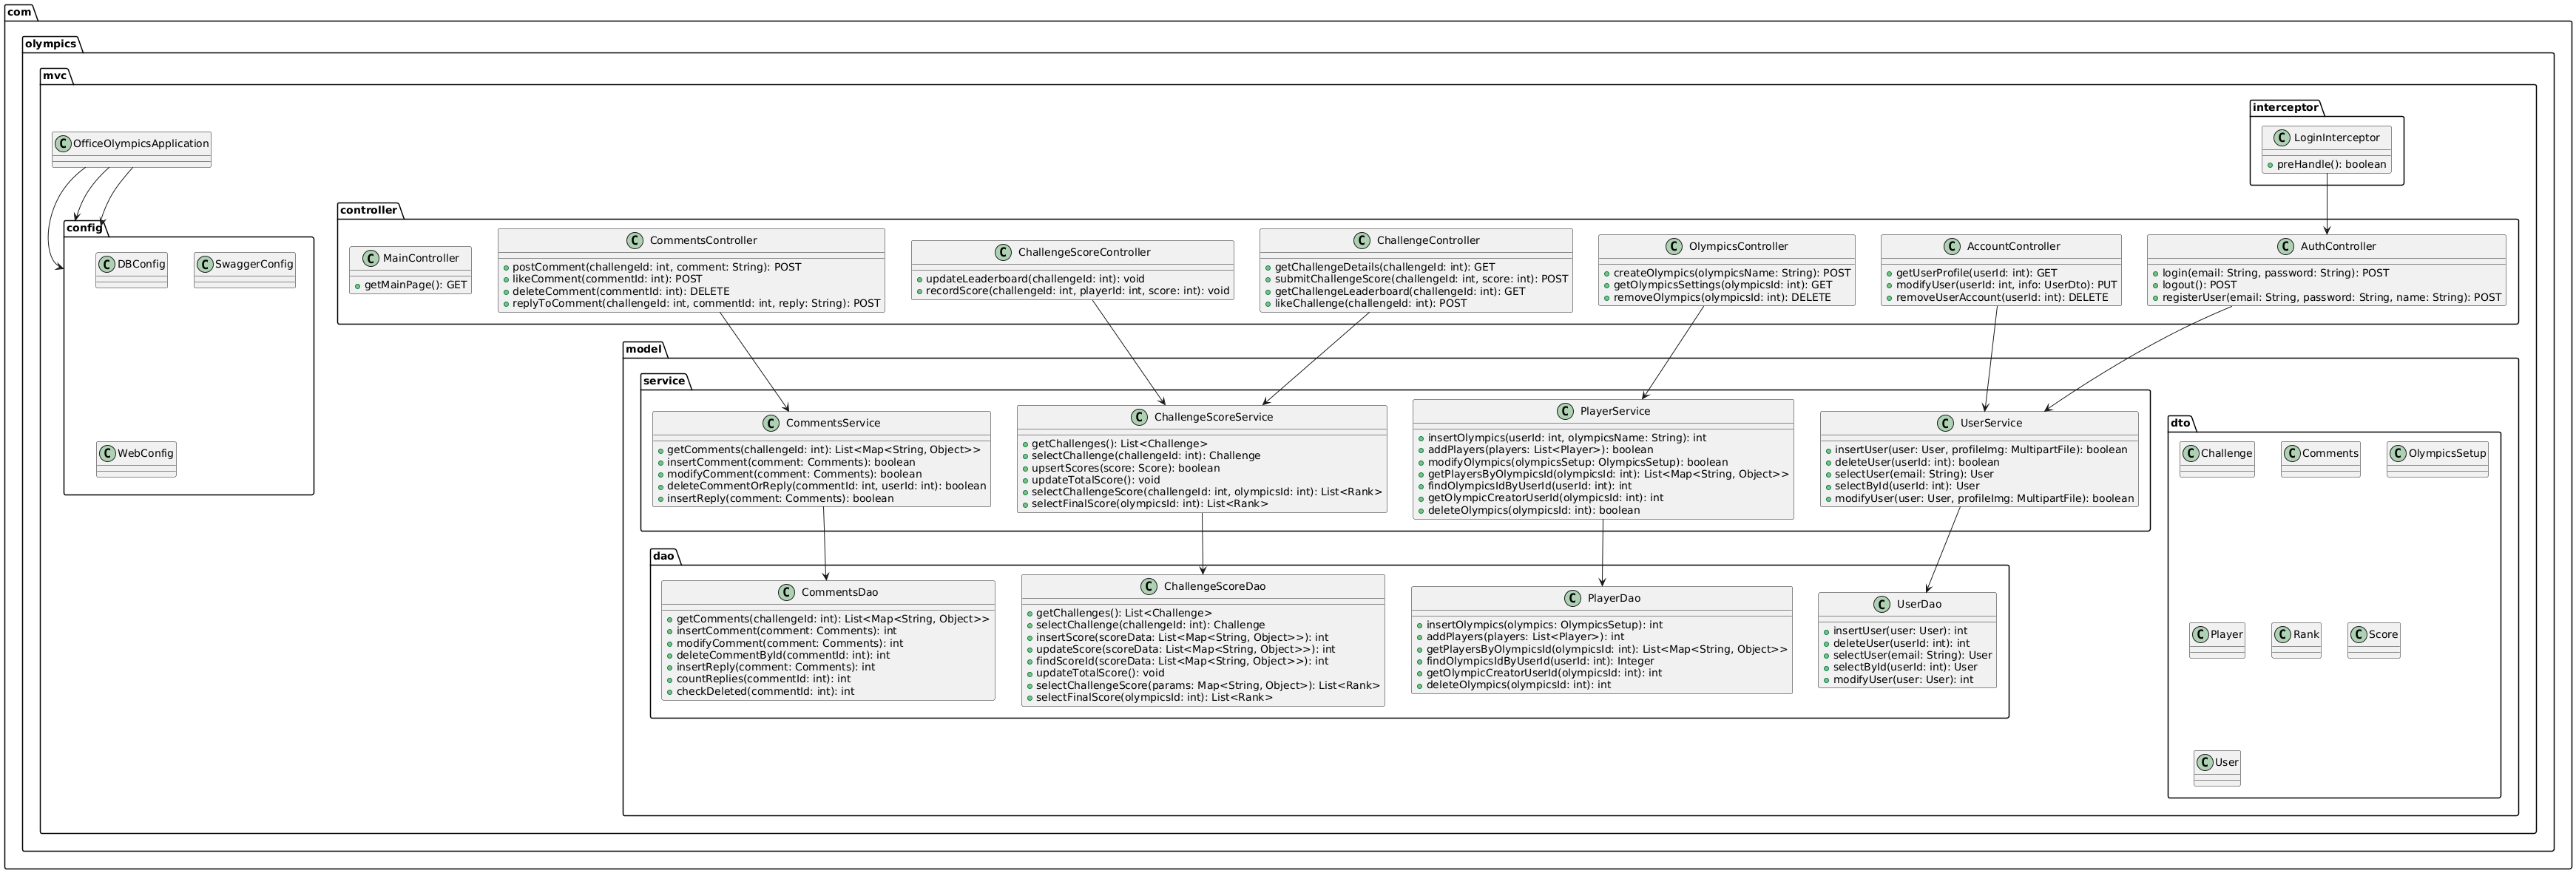 com
olympics
mvc
OfficeOlympicsApplication
config
DBConfig
SwaggerConfig
WebConfig
interceptor
LoginInterceptor
preHandle(): boolean
controller
MainController
getMainPage(): GET
CommentsController
postComment(challengeId: int, comment: String): POST
likeComment(commentId: int): POST
deleteComment(commentId: int): DELETE
replyToComment(challengeId: int, commentId: int, reply: String): POST
ChallengeScoreController
updateLeaderboard(challengeId: int): void
recordScore(challengeId: int, playerId: int, score: int): void
ChallengeController
getChallengeDetails(challengeId: int): GET
submitChallengeScore(challengeId: int, score: int): POST
getChallengeLeaderboard(challengeId: int): GET
likeChallenge(challengeId: int): POST
OlympicsController
createOlympics(olympicsName: String): POST
getOlympicsSettings(olympicsId: int): GET
removeOlympics(olympicsId: int): DELETE
AccountController
getUserProfile(userId: int): GET
modifyUser(userId: int, info: UserDto): PUT
removeUserAccount(userId: int): DELETE
AuthController
login(email: String, password: String): POST
logout(): POST
registerUser(email: String, password: String, name: String): POST
model
service
CommentsService
getComments(challengeId: int): List<Map<String, Object>>
insertComment(comment: Comments): boolean
modifyComment(comment: Comments): boolean
deleteCommentOrReply(commentId: int, userId: int): boolean
insertReply(comment: Comments): boolean
ChallengeScoreService
getChallenges(): List<Challenge>
selectChallenge(challengeId: int): Challenge
upsertScores(score: Score): boolean
updateTotalScore(): void
selectChallengeScore(challengeId: int, olympicsId: int): List<Rank>
selectFinalScore(olympicsId: int): List<Rank>
PlayerService
insertOlympics(userId: int, olympicsName: String): int
addPlayers(players: List<Player>): boolean
modifyOlympics(olympicsSetup: OlympicsSetup): boolean
getPlayersByOlympicsId(olympicsId: int): List<Map<String, Object>>
findOlympicsIdByUserId(userId: int): int
getOlympicCreatorUserId(olympicsId: int): int
deleteOlympics(olympicsId: int): boolean
UserService
insertUser(user: User, profileImg: MultipartFile): boolean
deleteUser(userId: int): boolean
selectUser(email: String): User
selectById(userId: int): User
modifyUser(user: User, profileImg: MultipartFile): boolean
dao
CommentsDao
getComments(challengeId: int): List<Map<String, Object>>
insertComment(comment: Comments): int
modifyComment(comment: Comments): int
deleteCommentById(commentId: int): int
insertReply(comment: Comments): int
countReplies(commentId: int): int
checkDeleted(commentId: int): int
ChallengeScoreDao
getChallenges(): List<Challenge>
selectChallenge(challengeId: int): Challenge
insertScore(scoreData: List<Map<String, Object>>): int
updateScore(scoreData: List<Map<String, Object>>): int
findScoreId(scoreData: List<Map<String, Object>>): int
updateTotalScore(): void
selectChallengeScore(params: Map<String, Object>): List<Rank>
selectFinalScore(olympicsId: int): List<Rank>
PlayerDao
insertOlympics(olympics: OlympicsSetup): int
addPlayers(players: List<Player>): int
getPlayersByOlympicsId(olympicsId: int): List<Map<String, Object>>
findOlympicsIdByUserId(userId: int): Integer
getOlympicCreatorUserId(olympicsId: int): int
deleteOlympics(olympicsId: int): int
UserDao
insertUser(user: User): int
deleteUser(userId: int): int
selectUser(email: String): User
selectById(userId: int): User
modifyUser(user: User): int
dto
Challenge
Comments
OlympicsSetup
Player
Rank
Score
User